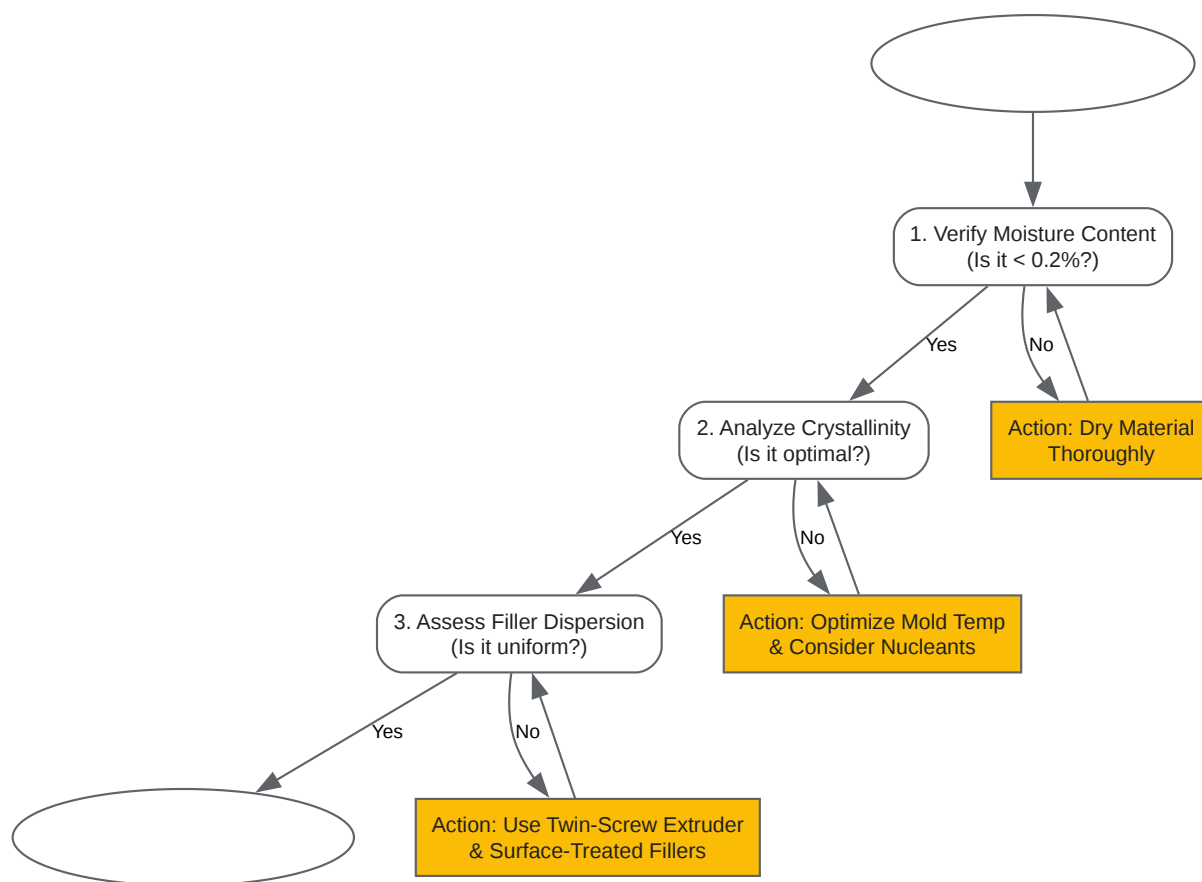 1. Verify Moisture Content
(Is it < 0.2%?)
Yes
No
Action: Dry Material
Thoroughly
2. Analyze Crystallinity
(Is it optimal?)
Yes
No
Action: Optimize Mold Temp
& Consider Nucleants
3. Assess Filler Dispersion
(Is it uniform?)
Yes
No
Action: Use Twin-Screw Extruder
& Surface-Treated Fillers